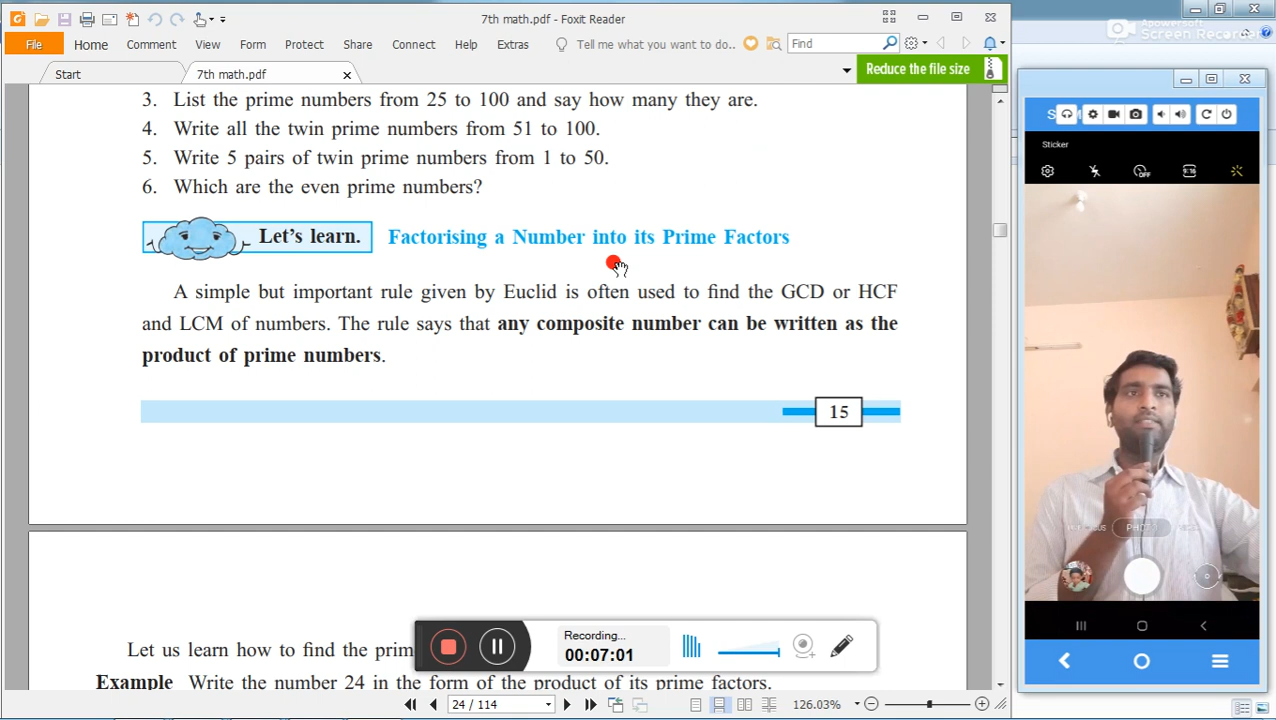 7th math.pdf - Foxit Reader
Apowersoft
Screen Recorder
File Home Comment View Form Protect Share Connect Help Extras Tell me what you want to do.. Find
Start 7th math.pdf Reduce the file size
3. List the prime numbers from 25 to 100 and say how many they are.
4. Write all the twin prime numbers from 51 to 100.
5. Write 5 pairs of twin prime numbers from 1 to 50.
6. Which are the even prime numbers?
Let's learn. Factorising a Number into its Prime Factors
A simple but important rule given by Euclid is often used to find the GCD or HCF
and LCM of numbers. The rule says that any composite number can be written as the
product of prime numbers.
15
Let us learn how to find the prim
Example Write the number 24 in the form of the product of its prime factors.
Recording...
00:07:01
24 / 114 126.03%
Sticker
OFF 9:16
PHOTO